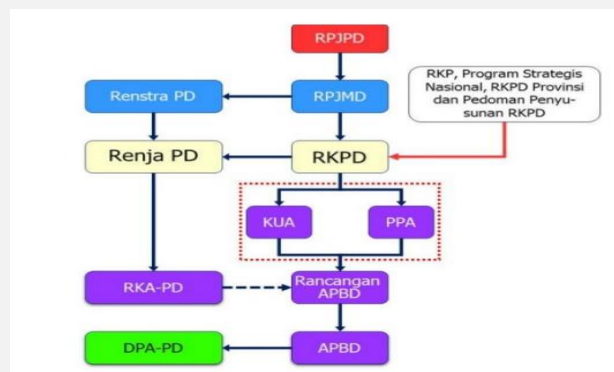 RPJPD
Renstra PD
RPJMD
RKP, Program Strategis
Nasional, RKPD Provinsi
dan Pedoman Penyu-
sunan RKPD
Renja PD
RKPD
KUA
PPA
RKA-PD
Rancangan
APBD
DPA-PD
APBD